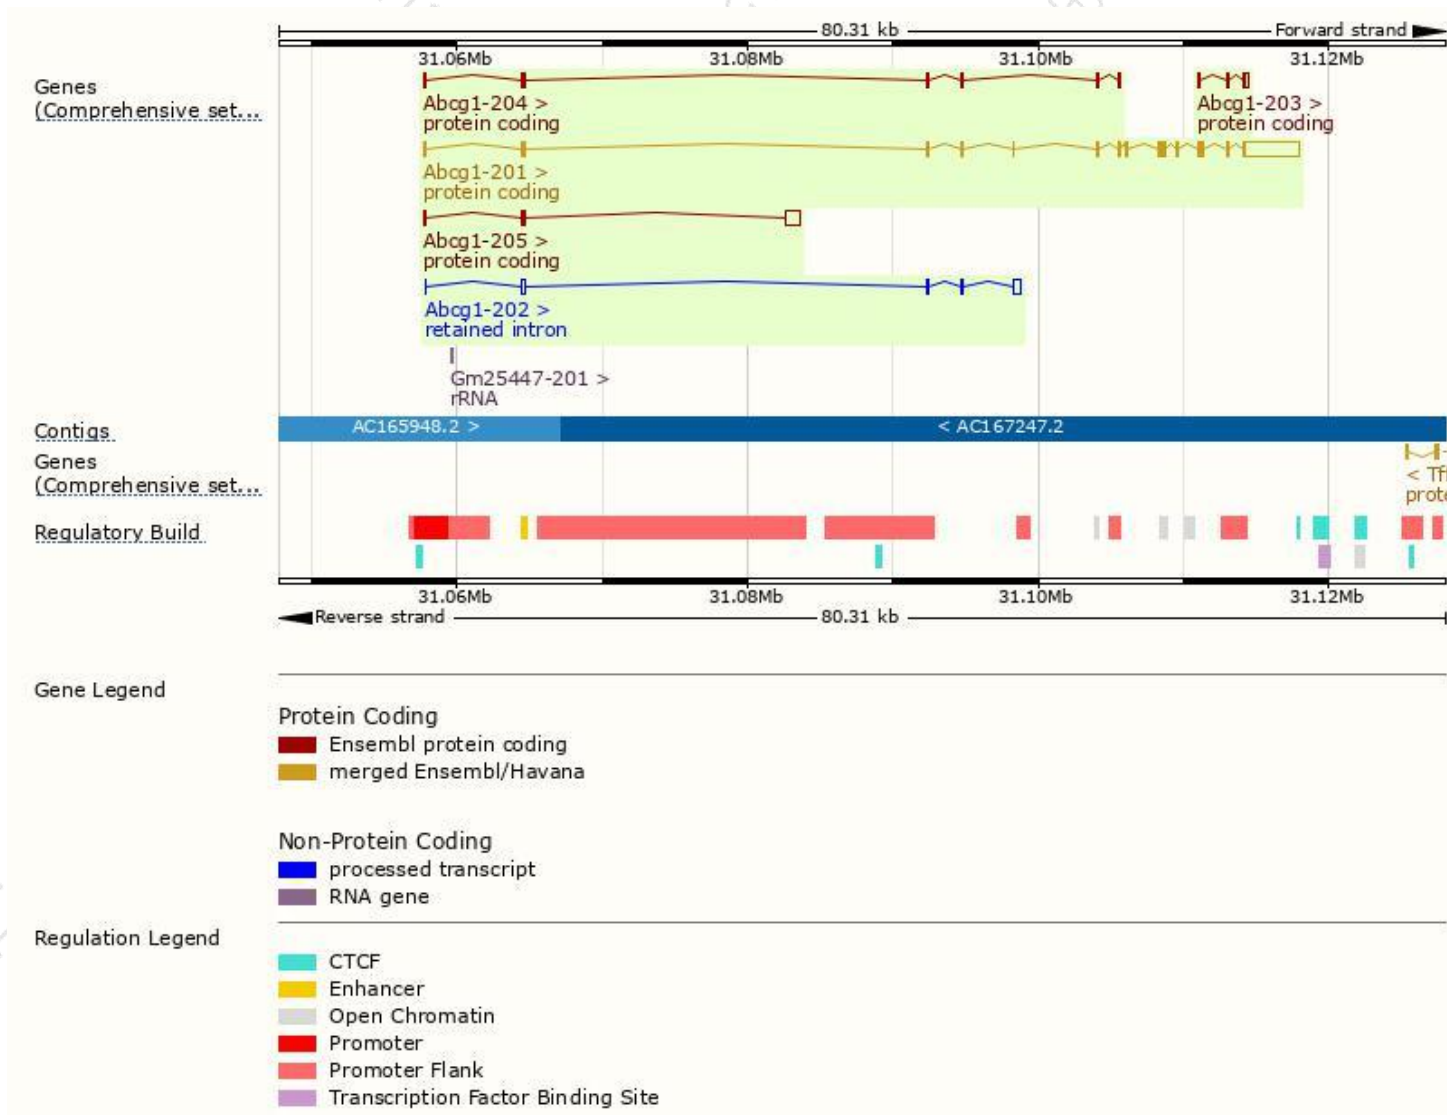 80.31 kb Forward strand
31.06Mb 31.08Mb 31.10Mb 31.12Mb
Genes
(Comprehensive set...
Abcg1-204 > Abcg1-203 >
protein coding protein coding
Abcg1-201 >
protein coding
Abcg1-205 >
protein coding
Abcg1-202 >
retained intron
Gm25447-201 >
rRNA
Contigs AC165948.2 > < AC167247.2
Genes
(Comprehensive set...
Regulatory Build
31.06Mb 31.08Mb 31.10Mb 31.12Mb
Reverse strand 80.31 kb
Gene Legend
Protein Coding
Ensembl protein coding
merged Ensembl/Havana
Non-Protein Coding
processed transcript
RNA gene
Regulation Legend
CTCF
Enhancer
Open Chromatin
Promoter
Promoter Flank
Transcription Factor Binding Site